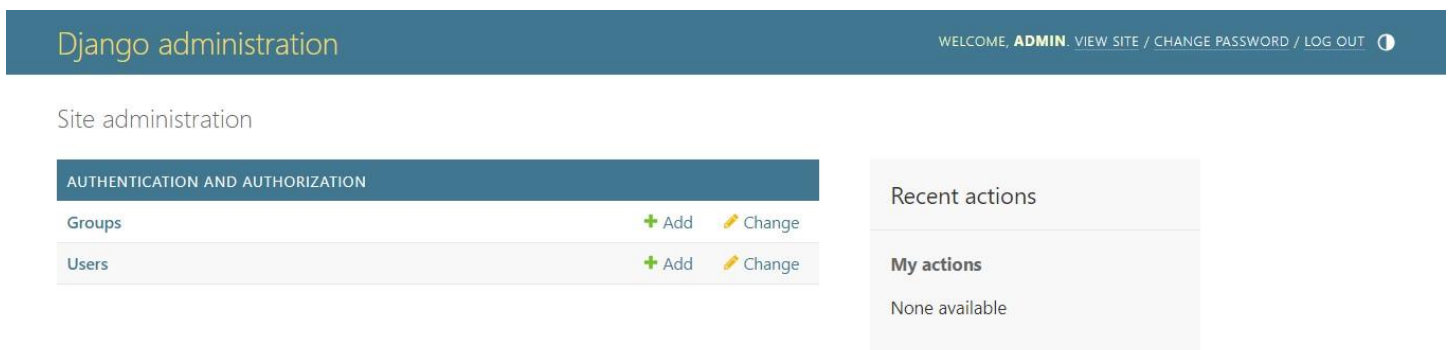 Django administration
WELCOME, ADMIN. VIEW SITE / CHANGE PASSWORD / LOG OUT
Site administration
AUTHENTICATION AND AUTHORIZATION
Groups Add Change
Users Add Change
Recent actions
My actions
None available